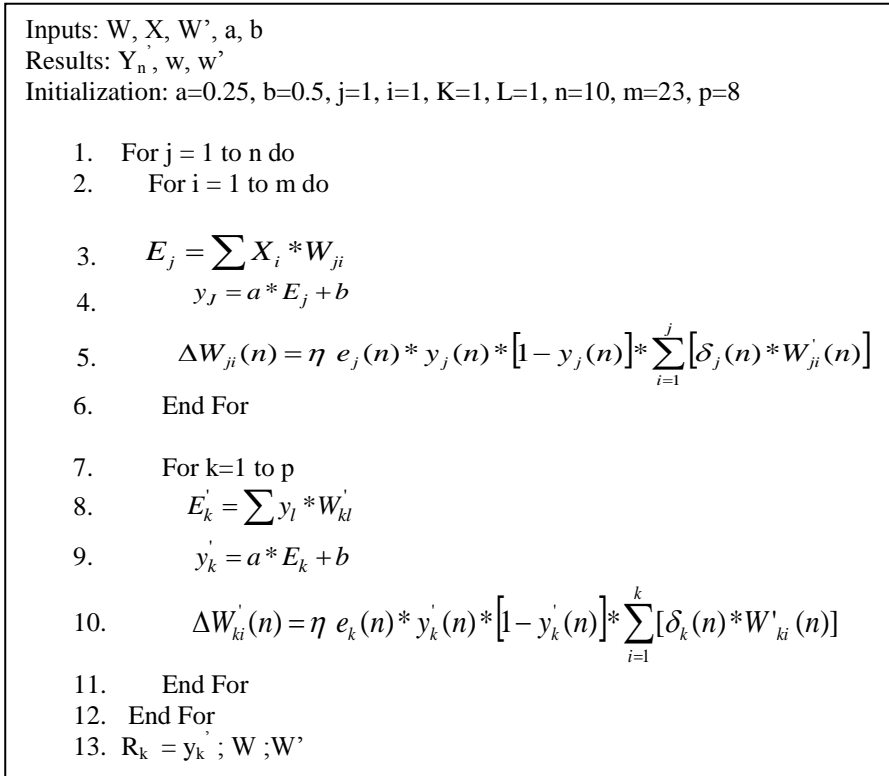 Inputs: W, X, W’, a, b
Results: Yₙ’, w, w’
Initialization: a=0.25, b=0.5, j=1, i=1, K=1, L=1, n=10, m=23, p=8
1. For j = 1 to n do
2. For i = 1 to m do
3. E_j = ∑ X_i * W_ji
4. y_J = a * E_j + b
5. ΔW_ji(n) = η e_j(n) * y_j(n) * [1 − y_j(n)] * ∑_{i=1}^{j} [δ_j(n) * W'_ji(n)]
6. End For
7. For k=1 to p
8. E'_k = ∑ y_l * W'_kl
9. y'_k = a * E_k + b
10. ΔW'_ki(n) = η e_k(n) * y'_k(n) * [1 − y'_k(n)] * ∑_{i=1}^{k} [δ_k(n) * W'_ki(n)]
11. End For
12. End For
13. R_k = y_k’ ; W ;W’